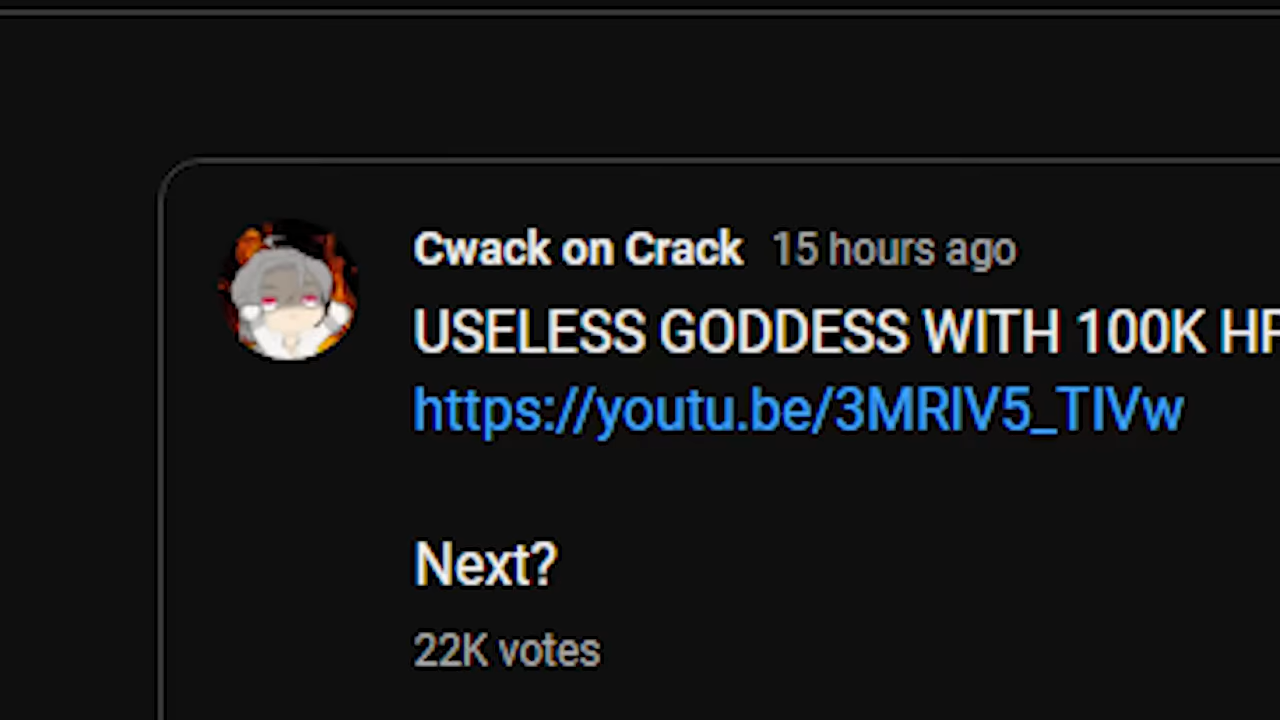 Cwack on Crack 15 hours ago
USELESS GODDESS WITH 100K HP
https://youtu.be/3MRIV5_TIVw
Next?
22K votes